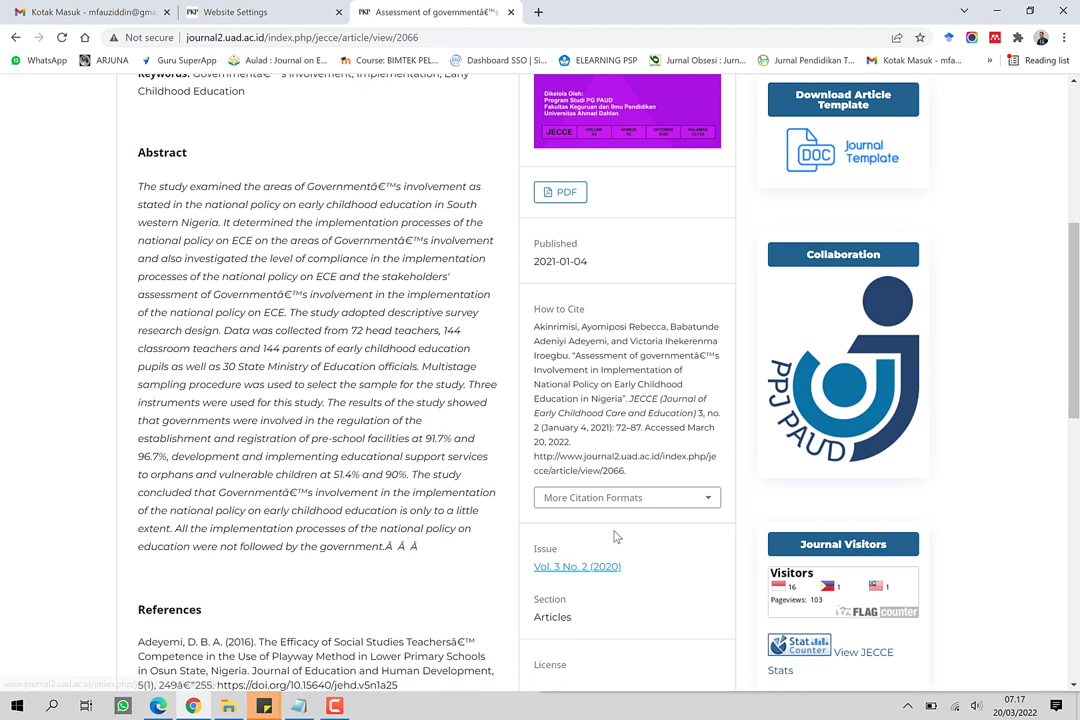 Kotak Masuk - mfauziddin@gma
Website Settings
Assessment of governmentâ€™s
Not secure
journal2.uad.ac.id/index.php/jecce/article/view/2066
WhatsApp
ARJUNA
Guru SuperApp
Aulad : Journal on E...
Course: BIMTEK PEL...
Dashboard SSO | Si...
ELEARNING PSP
Jurnal Obsesi : Jurn...
Jurnal Pendidikan T...
Kotak Masuk - mfa...
»
Reading list
Keywords: Governmentâ€™s Involvement, Implementation, Early
Childhood Education
Abstract
The study examined the areas of Governmentâ€™s involvement as
stated in the national policy on early childhood education in South
western Nigeria. It determined the implementation processes of the
national policy on ECE on the areas of Governmentâ€™s involvement
and also investigated the level of compliance in the implementation
processes of the national policy on ECE and the stakeholders'
assessment of Governmentâ€™s involvement in the implementation
of the national policy on ECE. The study adopted descriptive survey
research design. Data was collected from 72 head teachers, 144
classroom teachers and 144 parents of early childhood education
pupils as well as 30 State Ministry of Education officials. Multistage
sampling procedure was used to select the sample for the study. Three
instruments were used for this study. The results of the study showed
that governments were involved in the regulation of the
establishment and registration of pre-school facilities at 91.7% and
96.7%, development and implementing educational support services
to orphans and vulnerable children at 51.4% and 90%. The study
concluded that Governmentâ€™s involvement in the implementation
of the national policy on early childhood education is only to a little
extent. All the implementation processes of the national policy on
education were not followed by the government.Â Â Â
References
Adeyemi, D. B. A. (2016). The Efficacy of Social Studies Teachersâ€™
Competence in the Use of Playway Method in Lower Primary Schools
in Osun State, Nigeria. Journal of Education and Human Development,
5(1), 249â€“255. https://doi.org/10.15640/jehd.v5n1a25
Dikelola Oleh:
Program Studi PG PAUD
Fakultas Keguruan dan Ilmu Pendidikan
Universitas Ahmad Dahlan
JECCE
VOLUME
NOMOR
OKTOBER
HALAMAN
PDF
Published
2021-01-04
How to Cite
Akinrimisi, Ayomiposi Rebecca, Babatunde
Adeniyi Adeyemi, and Victoria Ihekerenma
Iroegbu. "Assessment of governmentâ€™s
Involvement in Implementation of
National Policy on Early Childhood
Education in Nigeria”. JECCE (Journal of
Early Childhood Care and Education) 3, no.
2 (January 4, 2021): 72–87. Accessed March
20, 2022.
http://www.journal2.uad.ac.id/index.php/je
cce/article/view/2066.
More Citation Formats
Issue
Vol. 3 No. 2 (2020)
Section
Articles
License
Download Article
Template
DOC
Journal
Template
Collaboration
PPJ PAUD
Journal Visitors
Visitors
16
1
1
Pageviews: 103
FLAG counter
Stat
Counter
View JECCE
Stats
07.17
20/03/2022